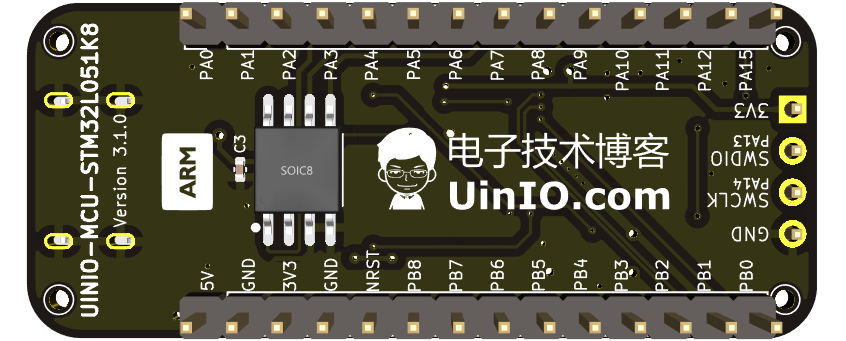 PA0
PA1
PA2
PA3
PA4
PA5
PA6
PA7
PA8
PA9
PA10
PA11
PA12
PA15
UINIO-MCU-STM32L051K8
Version 3.1.0
ARM
C3
SOIC8
电子技术博客
UinIO.com
3V3
PA13
SWDIO
PA14
SWCLK
GND
5V
GND
3V3
GND
NRST
PB8
PB7
PB6
PB5
PB4
PB3
PB2
PB1
PB0